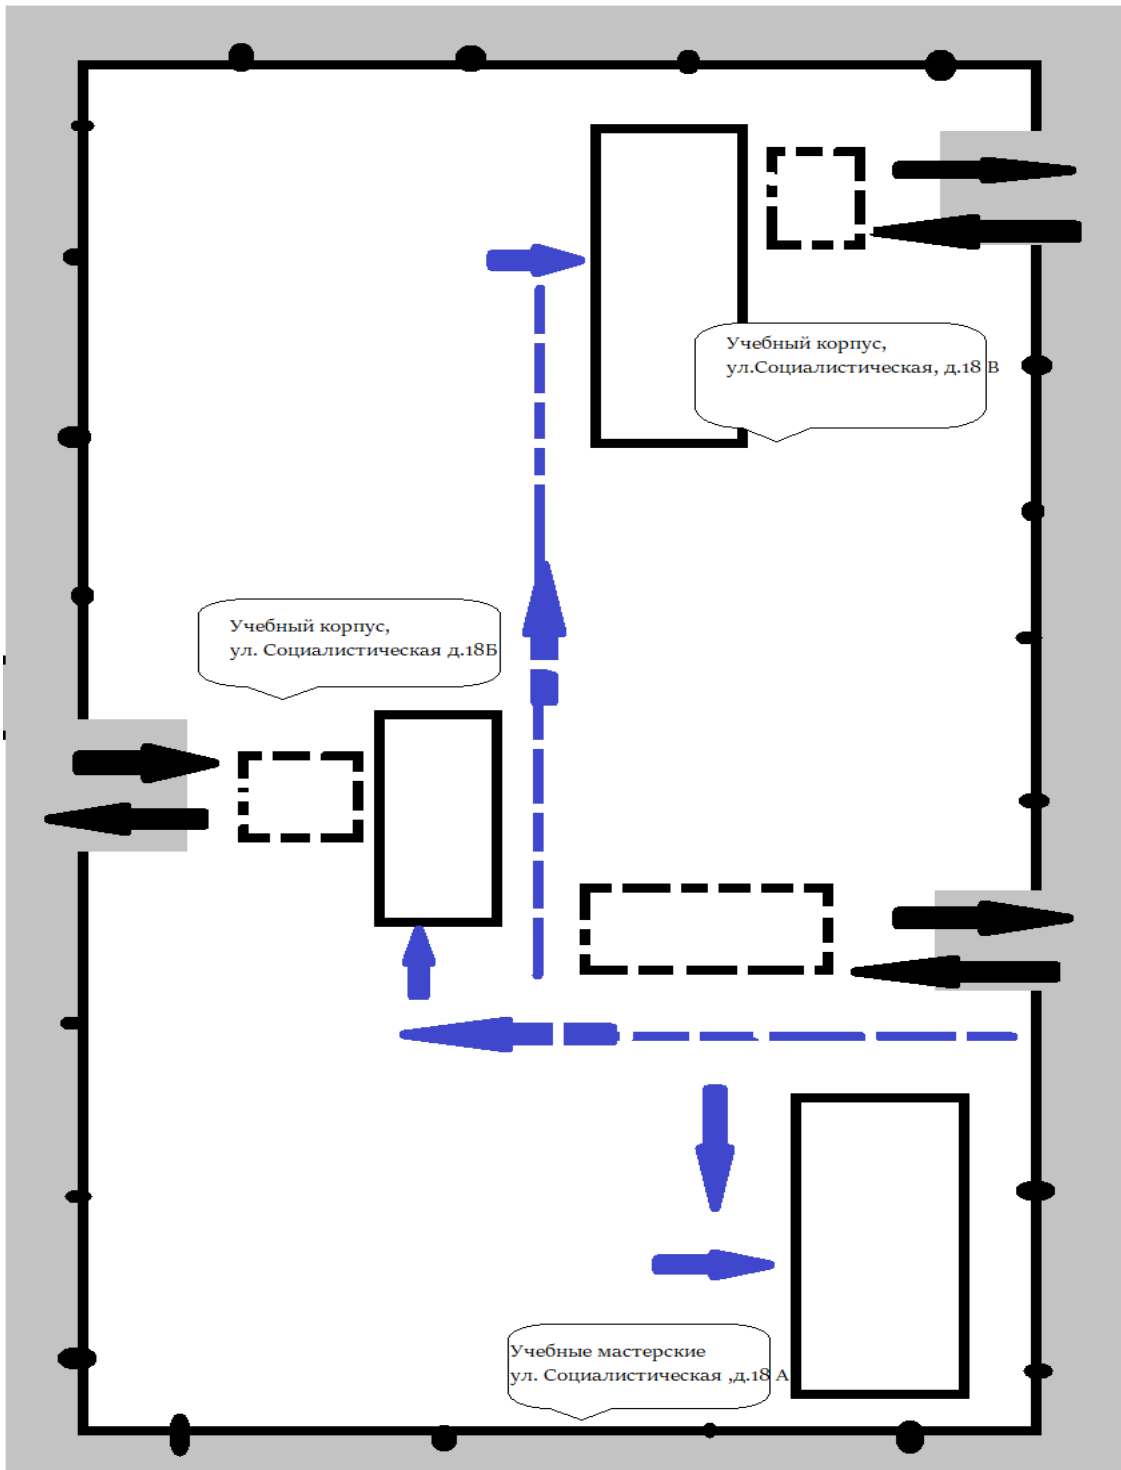 Учебный корпус,
ул.Социалистическая, д.18 В
Учебный корпус,
ул. Социалистическая д.18Б
Учебные мастерские
ул. Социалистическая ,д.18 А